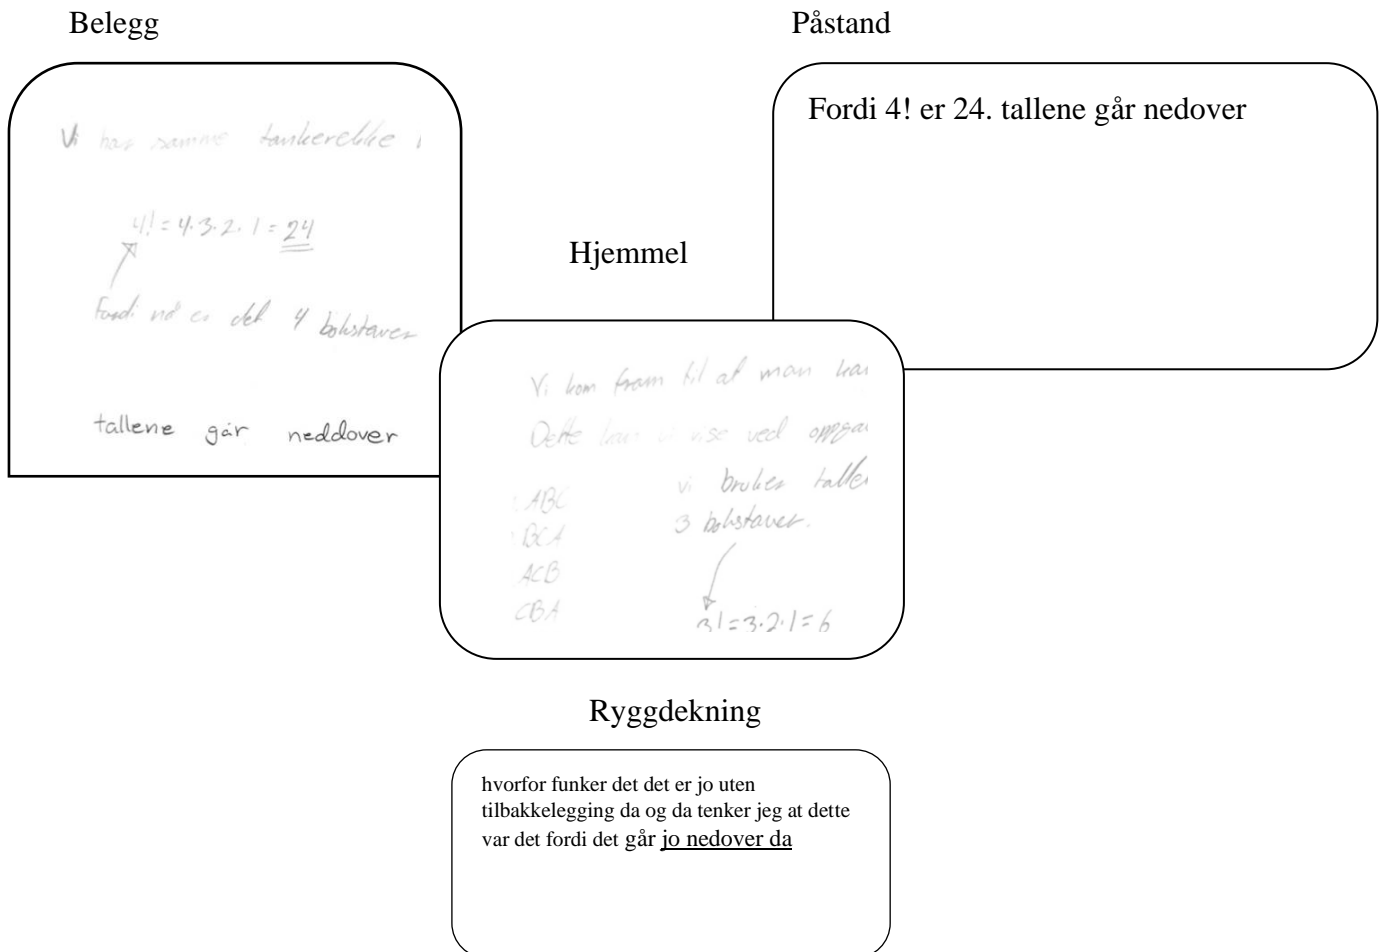 Belegg
Påstand
Vi har samme tankerekke i
4! = 4·3·2·1 = 24
Fordi nå er det 4 bokstaver
tallene går neddover
Fordi 4! er 24. tallene går nedover
Hjemmel
Vi kom fram til at man kan
Dette kan vi vise ved oppgav
vi bruker taller
3 bokstaver.
ABC
BCA
ACB
CBA
3! = 3·2·1 = 6
Ryggdekning
hvorfor funker det det er jo uten
tilbakkelegging da og da tenker jeg at dette
var det fordi det går jo nedover da